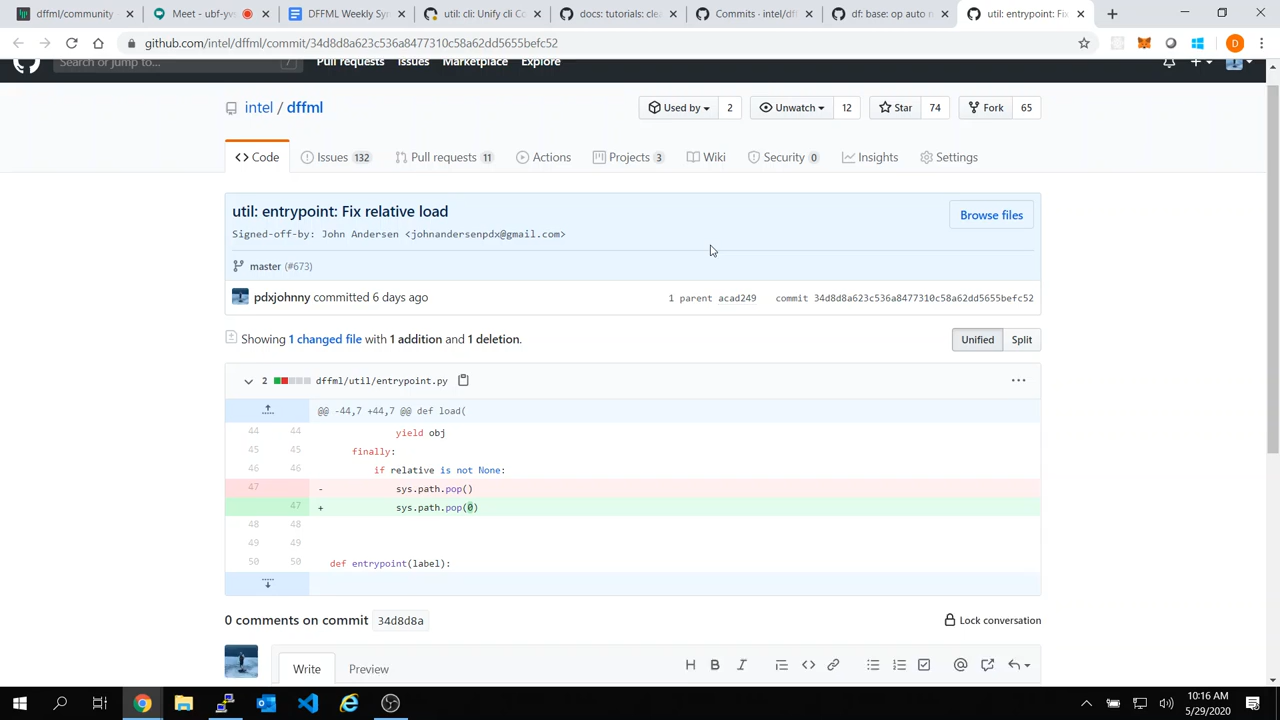 dffml/community
Meet - ubf-yv
DFFML Weekly Syn
util: cli: Unify cli Co
docs: tutorials: clea
Commits - intel/dffm
df: base: op auto n
util: entrypoint: Fix
github.com/intel/dffml/commit/34d8d8a623c536a8477310c58a62dd5655befc52
D
Search or jump to...
/
Pull requests Issues Marketplace Explore
intel / dffml
Used by 2
Unwatch 12
Star 74
Fork 65
Code
Issues 132
Pull requests 11
Actions
Projects 3
Wiki
Security 0
Insights
Settings
util: entrypoint: Fix relative load
Browse files
Signed-off-by: John Andersen <johnandersenpdx@gmail.com>
master (#673)
pdxjohnny committed 6 days ago
1 parent acad249 commit 34d8d8a623c536a8477310c58a62dd5655befc52
Showing 1 changed file with 1 addition and 1 deletion.
Unified Split
2 dffml/util/entrypoint.py
@@ -44,7 +44,7 @@ def load(
44 44 yield obj
45 45 finally:
46 46 if relative is not None:
47 - sys.path.pop()
47 + sys.path.pop(0)
48 48
49 49
50 50 def entrypoint(label):
0 comments on commit 34d8d8a
Lock conversation
Write Preview
10:16 AM
5/29/2020